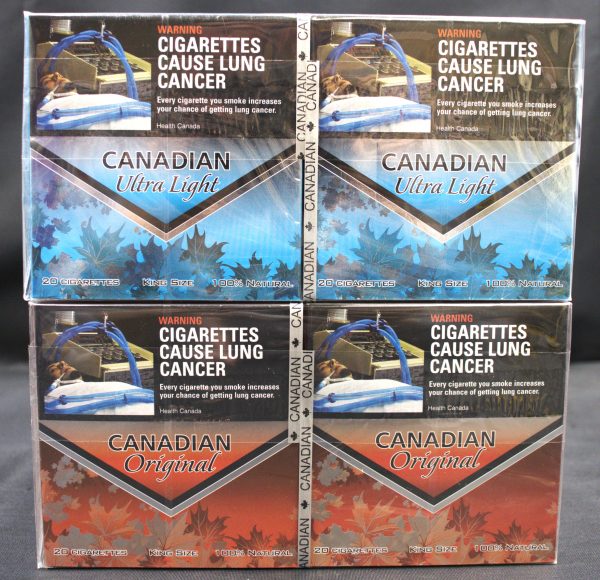 WARNING
CIGARETTES
CAUSE LUNG
CANCER
Every cigarette you smoke increases
your chance of getting lung cancer.
Health Canada
CANADIAN
Ultra Light
20 CIGARETTES KING SIZE 100% NATURAL
WARNING
CIGARETTES
CAUSE LUNG
CANCER
Every cigarette you smoke increases
your chance of getting lung cancer.
Health Canada
CANADIAN
Ultra Light
20 CIGARETTES KING SIZE 100% NATURAL
CANADIAN CANADIAN CANADIAN
WARNING
CIGARETTES
CAUSE LUNG
CANCER
Every cigarette you smoke increases
your chance of getting lung cancer.
Health Canada
CANADIAN
Original
20 CIGARETTES KING SIZE 100% NATURAL
WARNING
CIGARETTES
CAUSE LUNG
CANCER
Every cigarette you smoke increases
your chance of getting lung cancer.
Health Canada
CANADIAN
Original
20 CIGARETTES KING SIZE 100% NATURAL
CANADIAN CANADIAN